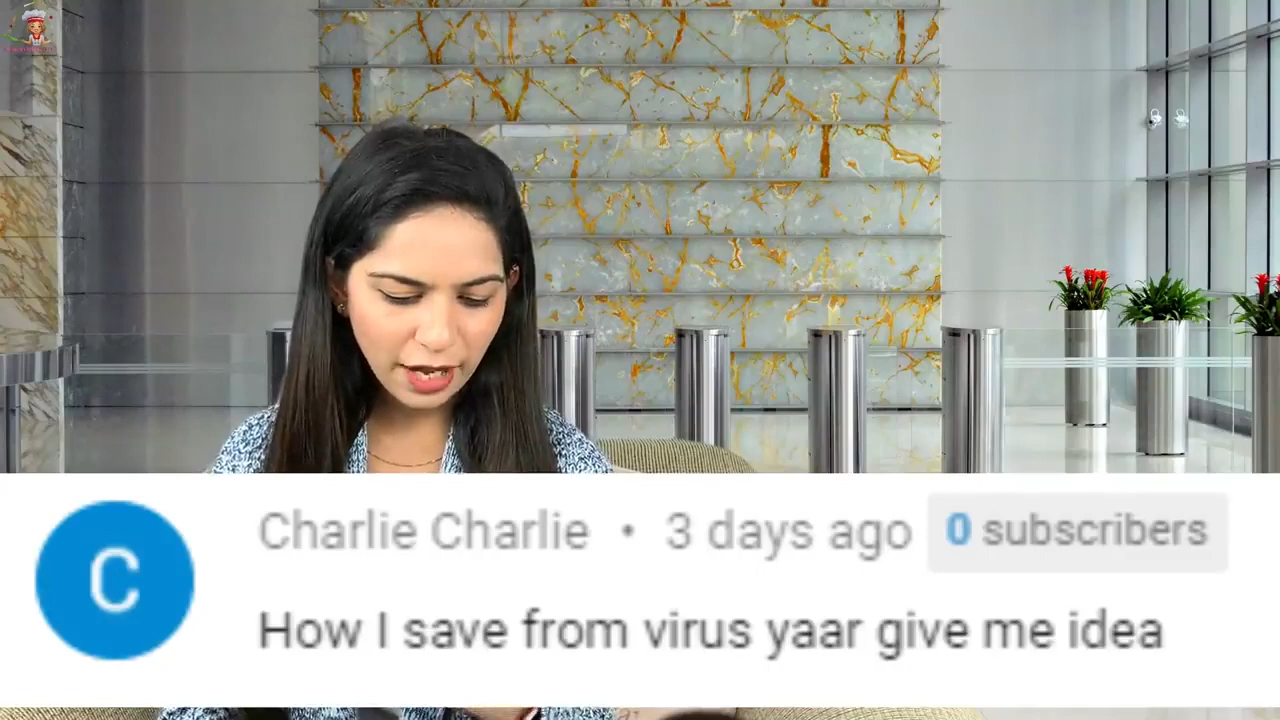 Charlie Charlie • 3 days ago 0 subscribers
C
How I save from virus yaar give me idea